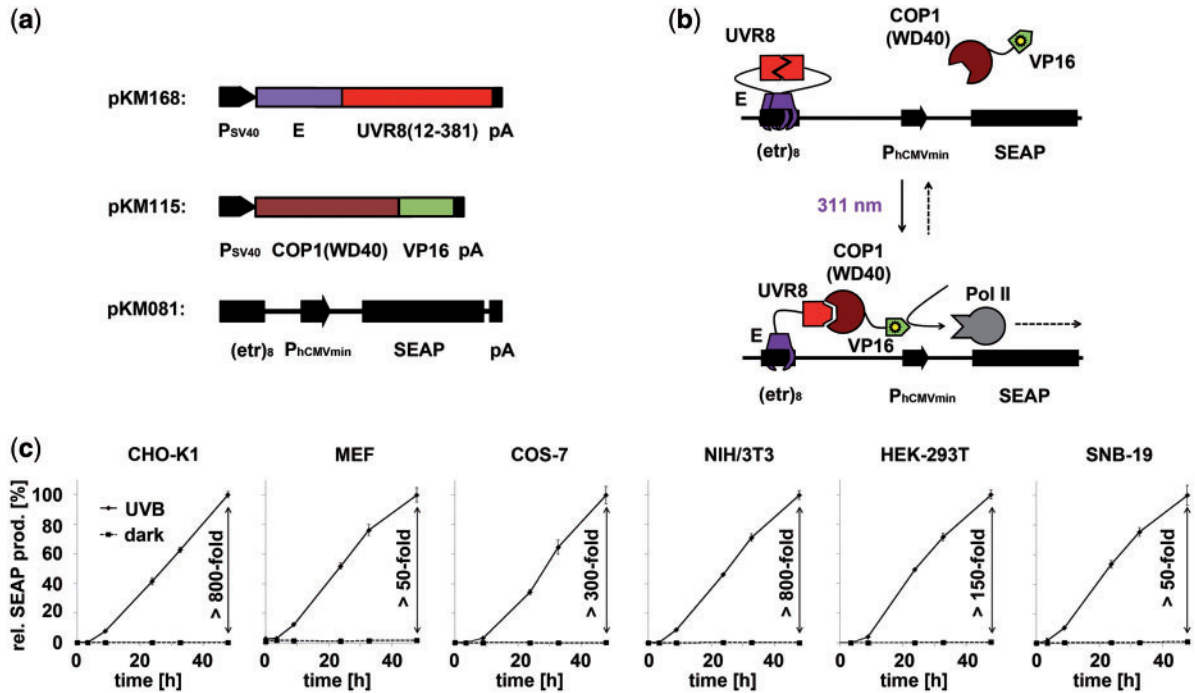 (a)
pKM168:
PSV40 E UVR8(12-381) pA
pKM115:
PSV40 COP1(WD40) VP16 pA
pKM081:
(etr)8 PhCMVmin SEAP pA
(b)
UVR8
COP1
(WD40)
VP16
E
(etr)8 PhCMVmin SEAP
311 nm
COP1
(WD40)
UVR8
Pol II
E
VP16
(etr)8 PhCMVmin SEAP
(c)
CHO-K1 MEF COS-7 NIH/3T3 HEK-293T SNB-19
rel. SEAP prod. [%]
100
80
60
40
20
0
UVB
dark
> 800-fold
> 50-fold
> 300-fold
> 800-fold
> 150-fold
> 50-fold
0 20 40 0 20 40 0 20 40 0 20 40 0 20 40 0 20 40
time [h] time [h] time [h] time [h] time [h] time [h]